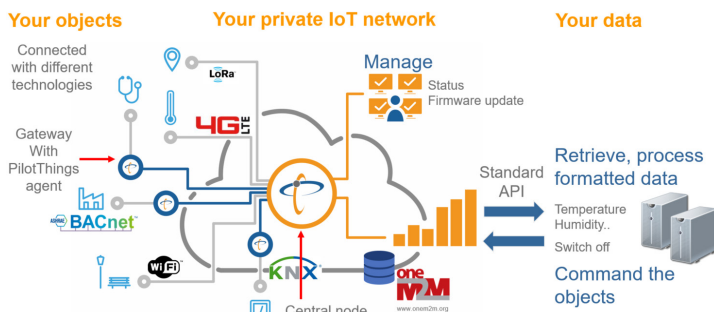 Your objects
Your private IoT network
Your data
Connected
with different
technologies
LoRa
4G LTE
Manage
Status
Firmware update
Gateway
With
PilotThings
agent
Standard
API
Retrieve, process
formatted data
Temperature
Humidity..
Switch off
ASHRAE BACnet™
WiFi
KNX
one
M2M
www.onem2m.org
Command the
objects
Central node